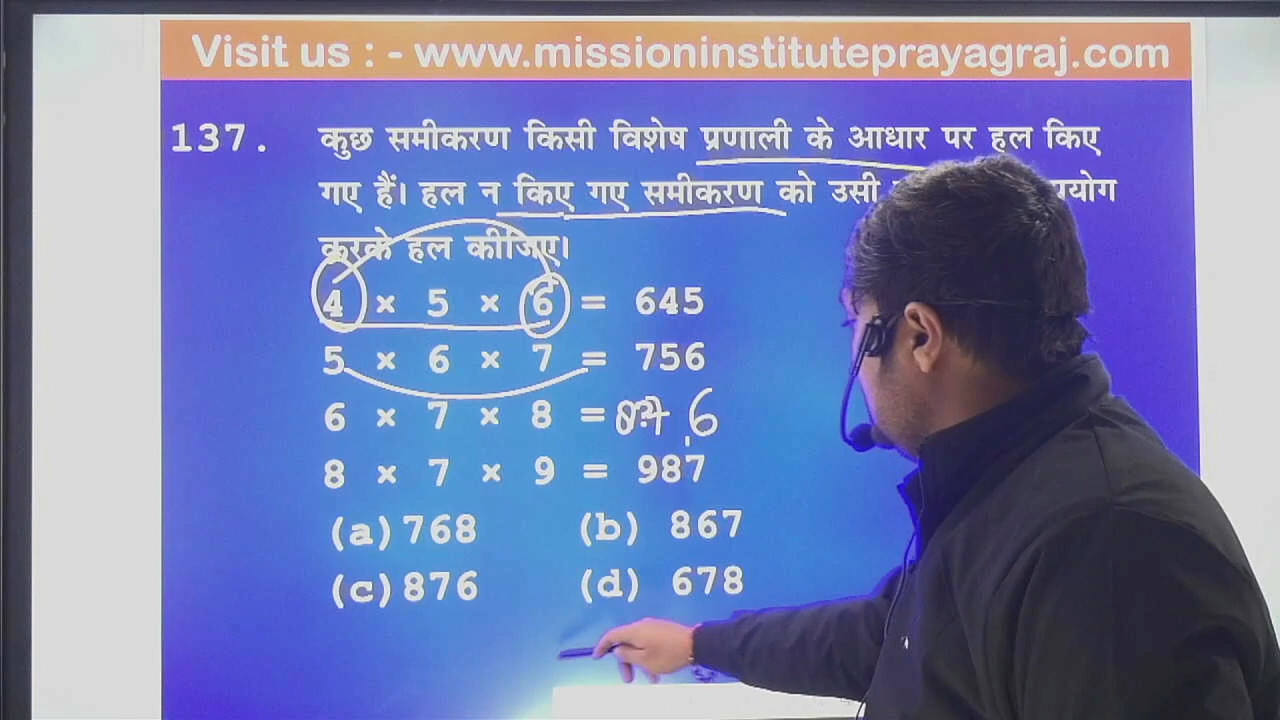 Visit us : - www.missioninstituteprayagraj.com
137. कुछ समीकरण किसी विशेष प्रणाली के आधार पर हल किए
गए हैं। हल न किए गए समीकरण को उसी
करके हल कीजिए।
4 × 5 × 6 = 645
5 × 6 × 7 = 756
6 × 7 × 8 = ? 6
8 × 7 × 9 = 987
(a) 768 (b) 867
(c) 876 (d) 678